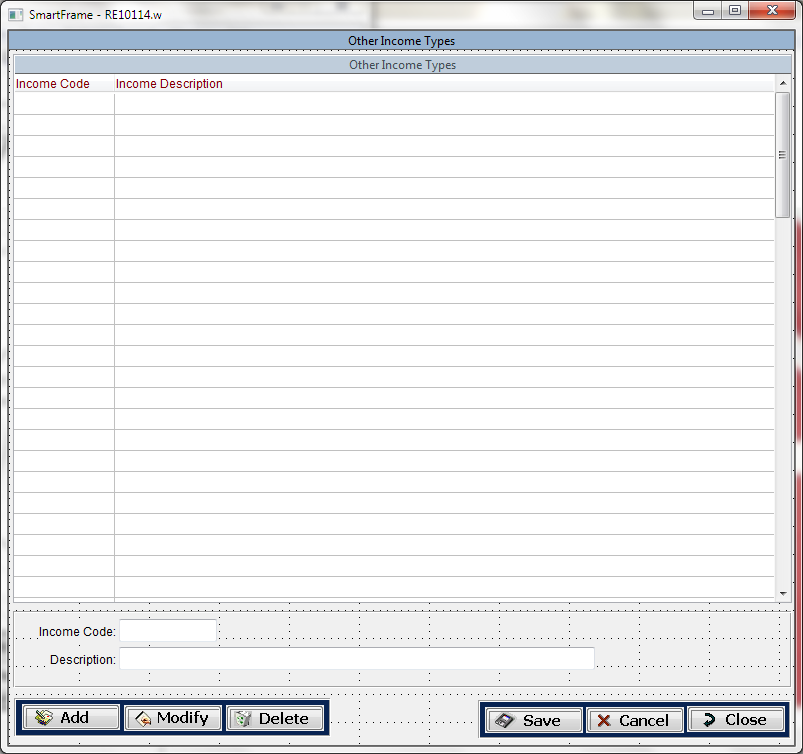 SmartFrame - RE10114.w
Other Income Types
Other Income Types
Income Code Income Description
Income Code:
Description:
Add Modify Delete Save Cancel Close